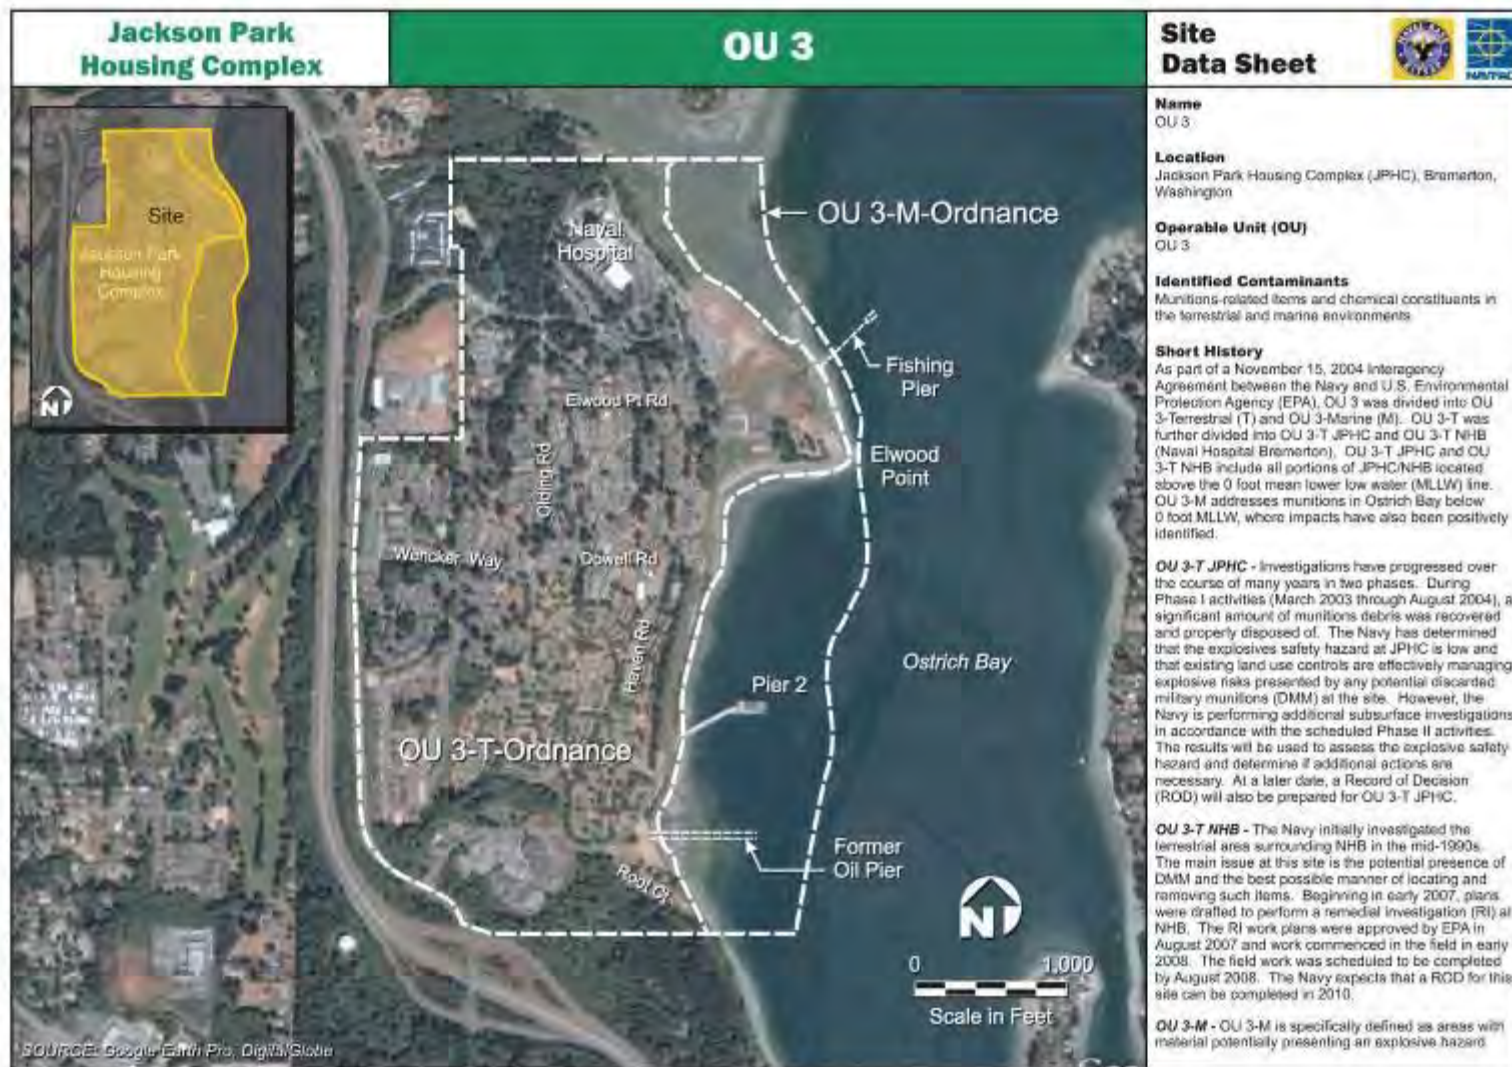 Jackson Park
Housing Complex
OU 3
Site
Data Sheet
NAVFAC
Site
Jackson Park
Housing
Complex
N
Naval
Hospital
OU 3-M-Ordnance
Fishing
Pier
Elwood Pt Rd
Olding Rd
Elwood
Point
Wencker Way
Dowell Rd
Haven Rd
Ostrich Bay
Pier 2
OU 3-T-Ordnance
Former
Oil Pier
Root Ct
N
0 1,000
Scale in Feet
SOURCE: Google Earth Pro, DigitalGlobe
Name
OU 3
Location
Jackson Park Housing Complex (JPHC), Bremerton,
Washington
Operable Unit (OU)
OU 3
Identified Contaminants
Munitions-related items and chemical constituents in
the terrestrial and marine environments
Short History
As part of a November 15, 2004 Interagency
Agreement between the Navy and U.S. Environmental
Protection Agency (EPA), OU 3 was divided into OU
3-Terrestrial (T) and OU 3-Marine (M). OU 3-T was
further divided into OU 3-T JPHC and OU 3-T NHB
(Naval Hospital Bremerton). OU 3-T JPHC and OU
3-T NHB include all portions of JPHC/NHB located
above the 0 foot mean lower low water (MLLW) line.
OU 3-M addresses munitions in Ostrich Bay below
0 foot MLLW, where impacts have also been positively
identified.
OU 3-T JPHC - Investigations have progressed over
the course of many years in two phases. During
Phase I activities (March 2003 through August 2004), a
significant amount of munitions debris was recovered
and properly disposed of. The Navy has determined
that the explosives safety hazard at JPHC is low and
that existing land use controls are effectively managing
explosive risks presented by any potential discarded
military munitions (DMM) at the site. However, the
Navy is performing additional subsurface investigations
in accordance with the scheduled Phase II activities.
The results will be used to assess the explosive safety
hazard and determine if additional actions are
necessary. At a later date, a Record of Decision
(ROD) will also be prepared for OU 3-T JPHC.
OU 3-T NHB - The Navy initially investigated the
terrestrial area surrounding NHB in the mid-1990s.
The main issue at this site is the potential presence of
DMM and the best possible manner of locating and
removing such items. Beginning in early 2007, plans
were drafted to perform a remedial investigation (RI) at
NHB. The RI work plans were approved by EPA in
August 2007 and work commenced in the field in early
2008. The field work was scheduled to be completed
by August 2008. The Navy expects that a ROD for this
site can be completed in 2010.
OU 3-M - OU 3-M is specifically defined as areas with
material potentially presenting an explosive hazard